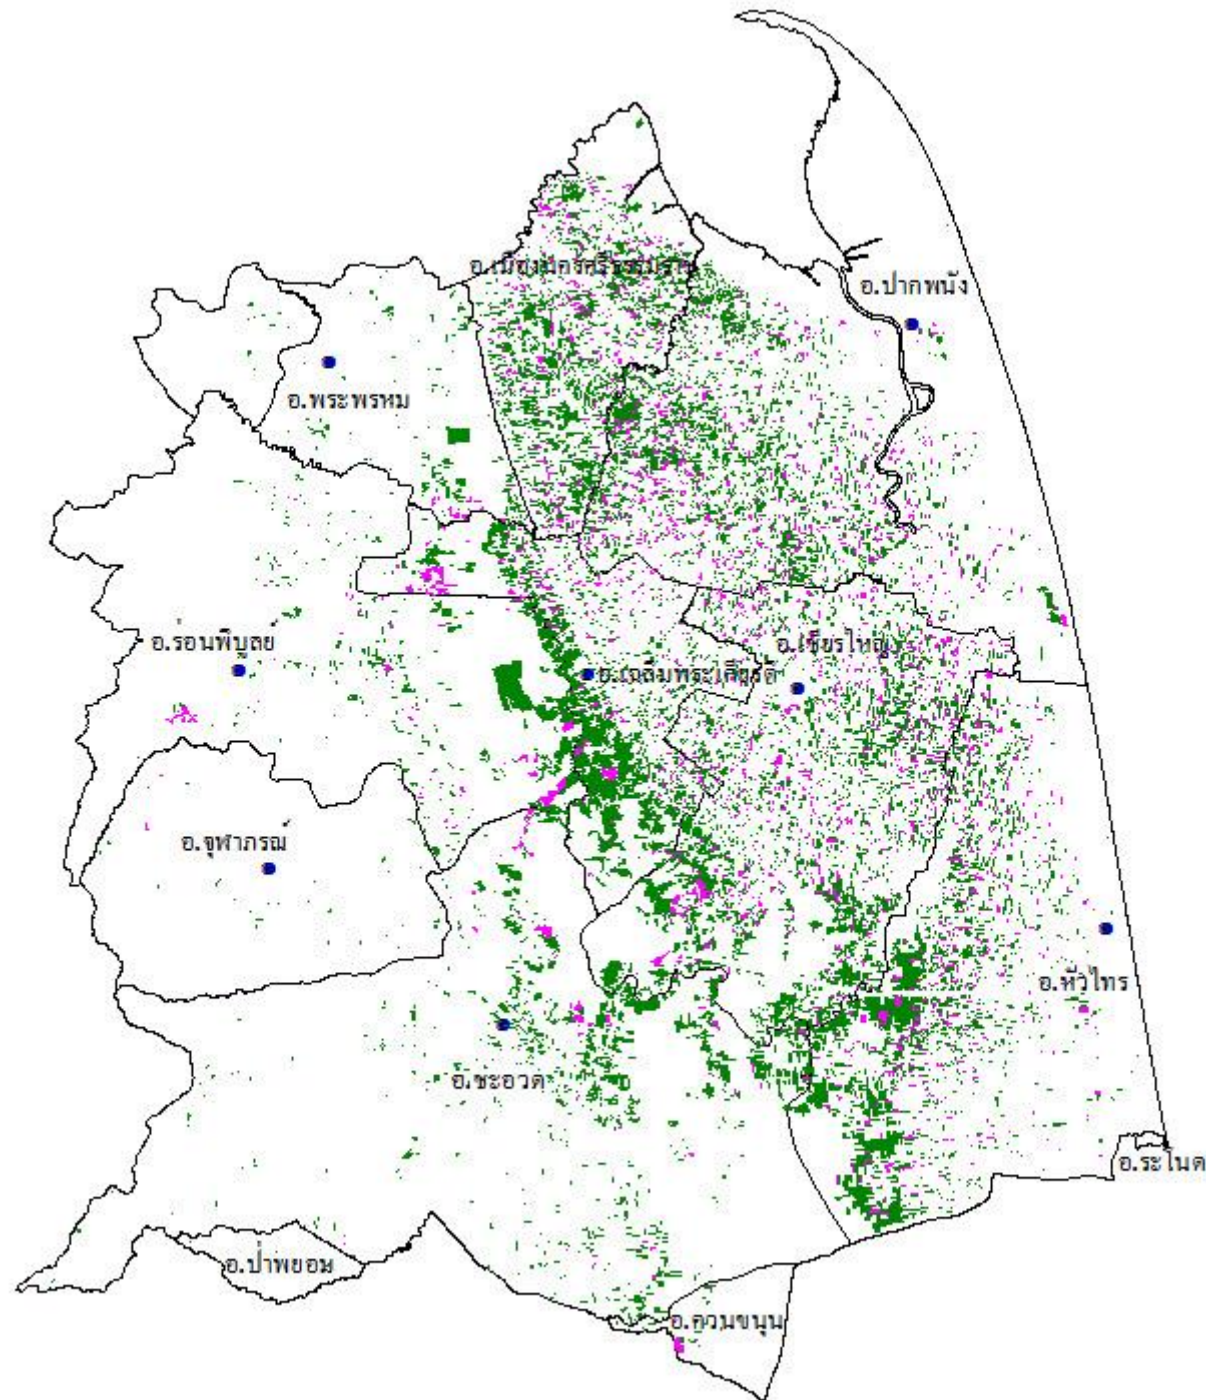 อ.เมืองนครศรีธรรมราช
อ.ปากพนัง
อ.พระพรหม
อ.ร่อนพิบูลย์
อ.เฉลิมพระเกียรติ
อ.เชียรใหญ่
อ.จุฬาภรณ์
อ.หัวไทร
อ.ชะอวด
อ.ระโนด
อ.ป่าพยอม
อ.ควนขนุน